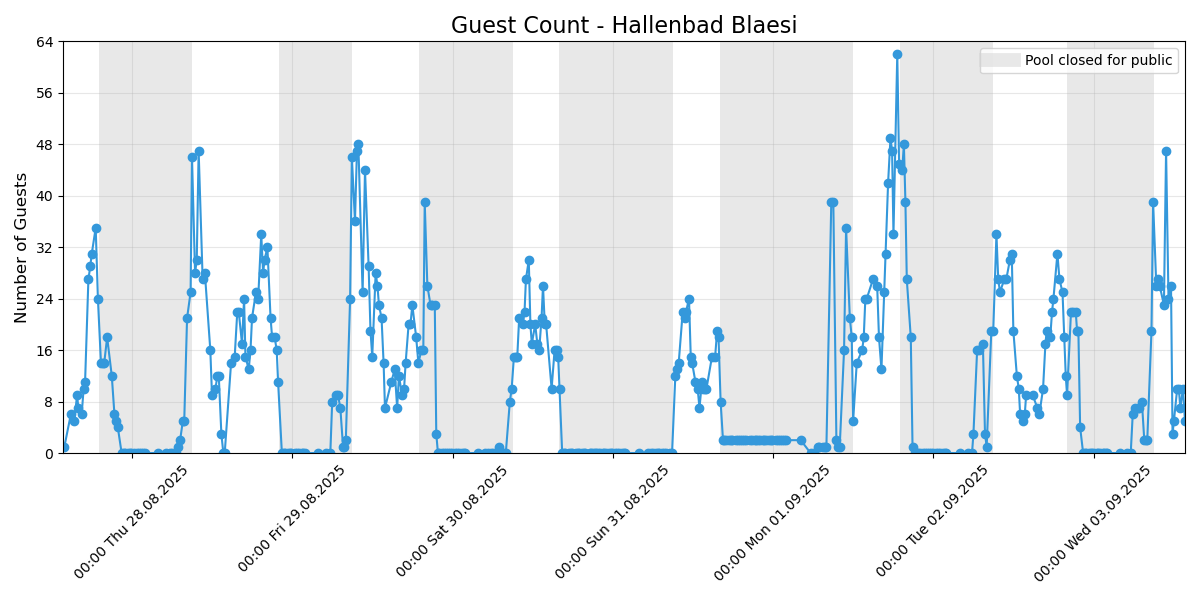 Guest Count - Hallenbad Blaesi
Pool closed for public
Number of Guests
64
56
48
40
32
24
16
8
0
00:00 Thu 28.08.2025
00:00 Fri 29.08.2025
00:00 Sat 30.08.2025
00:00 Sun 31.08.2025
00:00 Mon 01.09.2025
00:00 Tue 02.09.2025
00:00 Wed 03.09.2025